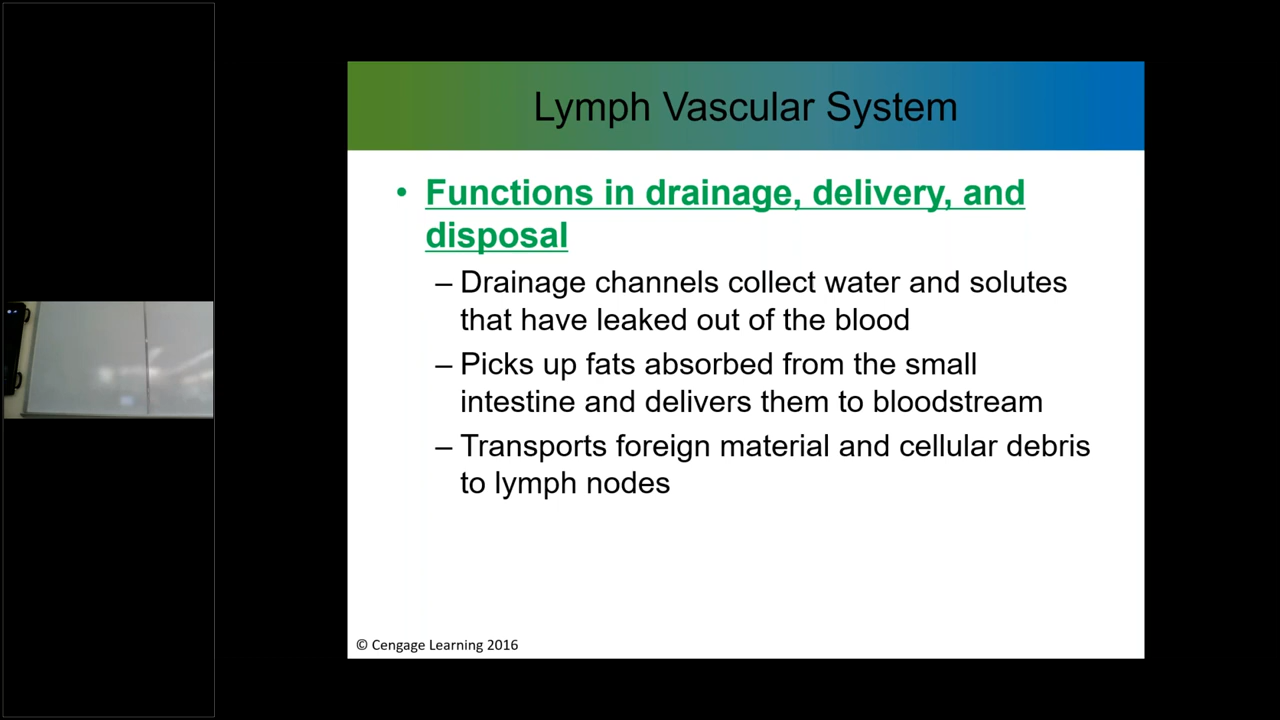 Lymph Vascular System
• Functions in drainage, delivery, and
disposal
– Drainage channels collect water and solutes
that have leaked out of the blood
– Picks up fats absorbed from the small
intestine and delivers them to bloodstream
– Transports foreign material and cellular debris
to lymph nodes
© Cengage Learning 2016